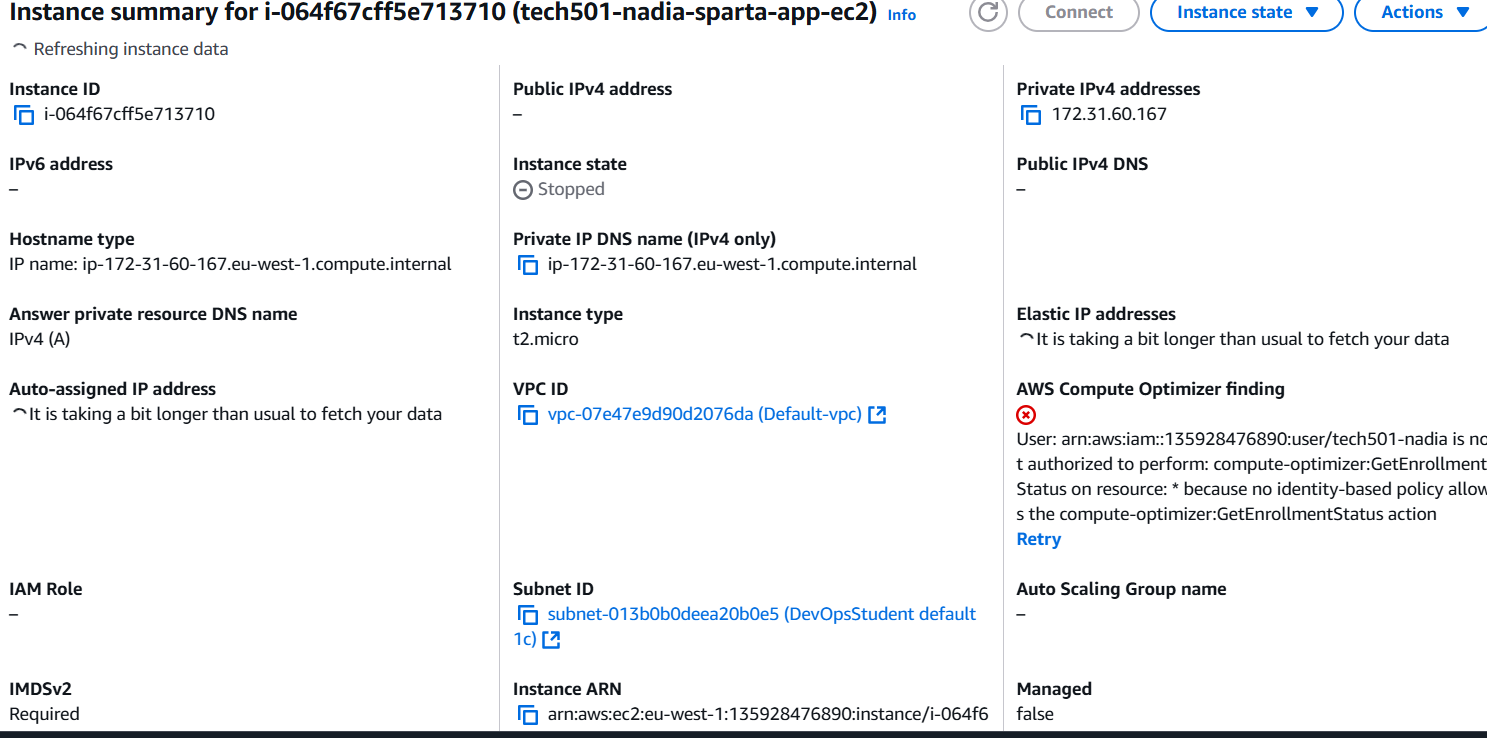 Instance summary for i-064f67cff5e713710 (tech501-nadia-sparta-app-ec2) Info
Connect
Instance state
Actions
Refreshing instance data
Instance ID
i-064f67cff5e713710
Public IPv4 address
–
Private IPv4 addresses
172.31.60.167
IPv6 address
–
Instance state
Stopped
Public IPv4 DNS
–
Hostname type
IP name: ip-172-31-60-167.eu-west-1.compute.internal
Private IP DNS name (IPv4 only)
ip-172-31-60-167.eu-west-1.compute.internal
Answer private resource DNS name
IPv4 (A)
Instance type
t2.micro
Elastic IP addresses
It is taking a bit longer than usual to fetch your data
Auto-assigned IP address
It is taking a bit longer than usual to fetch your data
VPC ID
vpc-07e47e9d90d2076da (Default-vpc)
AWS Compute Optimizer finding
User: arn:aws:iam::135928476890:user/tech501-nadia is no
t authorized to perform: compute-optimizer:GetEnrollment
Status on resource: * because no identity-based policy allow
s the compute-optimizer:GetEnrollmentStatus action
Retry
IAM Role
–
Subnet ID
subnet-013b0b0deea20b0e5 (DevOpsStudent default
1c)
Auto Scaling Group name
–
IMDSv2
Required
Instance ARN
arn:aws:ec2:eu-west-1:135928476890:instance/i-064f6
Managed
false